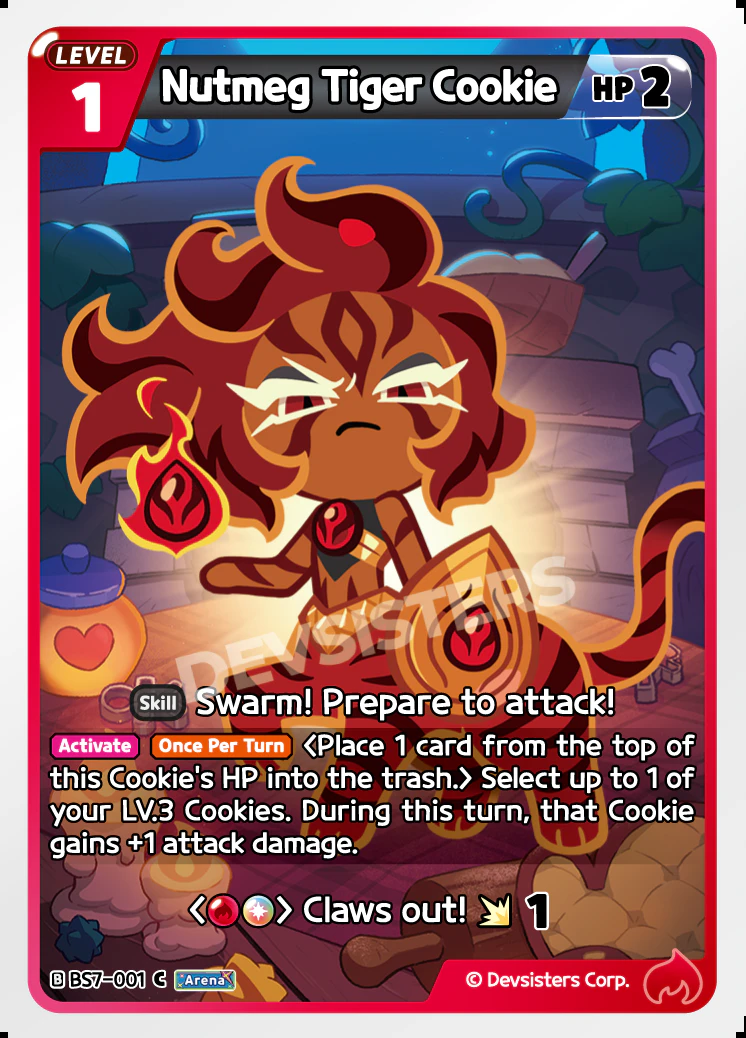 LEVEL
1
Nutmeg Tiger Cookie
HP 2
DEVSISTERS
Skill Swarm! Prepare to attack!
Activate Once Per Turn <Place 1 card from the top of
this Cookie's HP into the trash.> Select up to 1 of
your LV.3 Cookies. During this turn, that Cookie
gains +1 attack damage.
< > Claws out! 1
B BS7-001 C Arena
© Devsisters Corp.